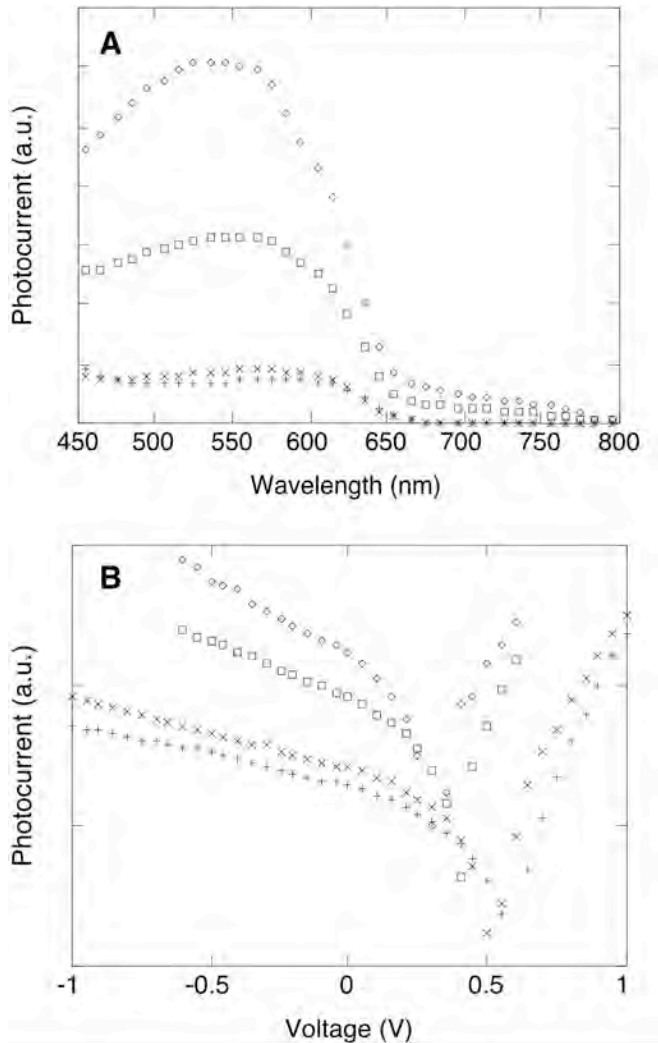 A
Photocurrent (a.u.)
450 500 550 600 650 700 750 800
Wavelength (nm)
B
Photocurrent (a.u.)
-1 -0.5 0 0.5 1
Voltage (V)